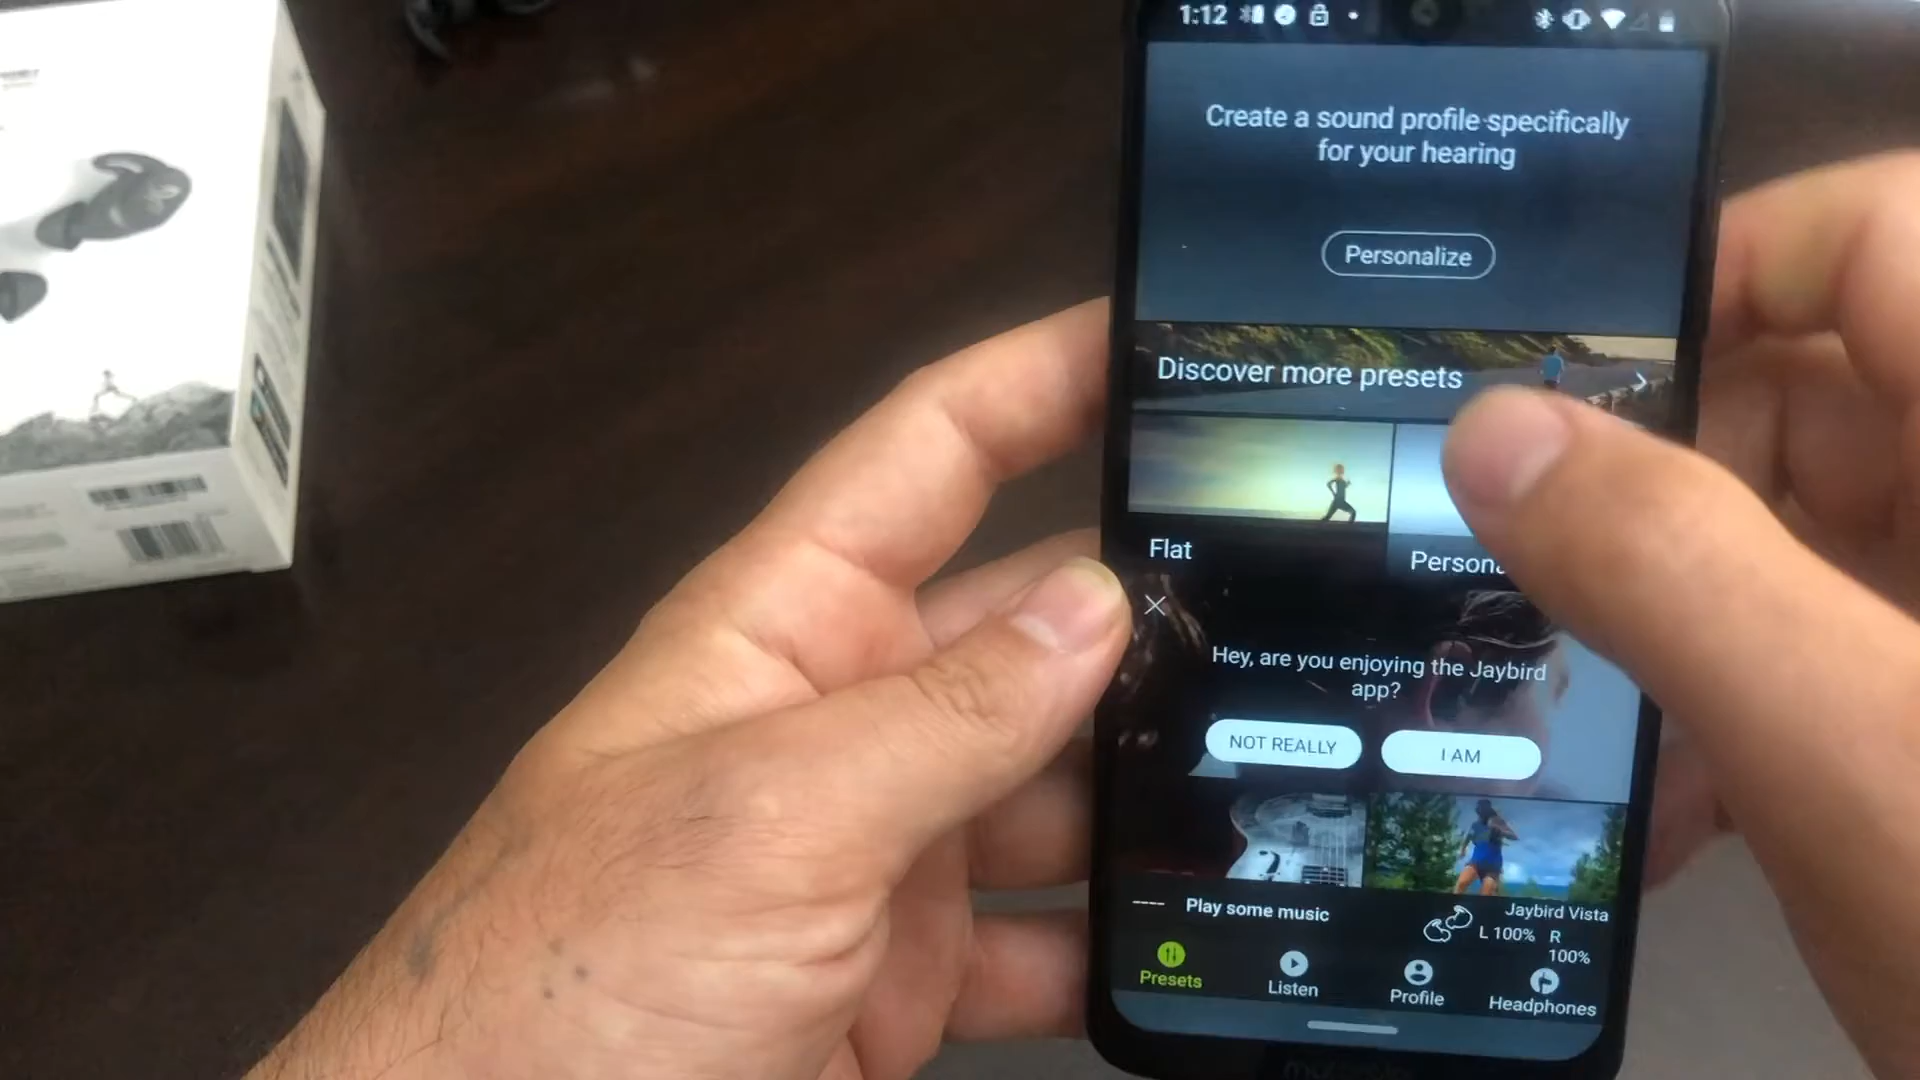 1:12
Create a sound profile specifically
for your hearing
Personalize
Discover more presets
Flat
Hey, are you enjoying the Jaybird
app?
NOT REALLY
I AM
Play some music
Jaybird Vista
L 100% R
100%
Presets
Listen
Profile
Headphones